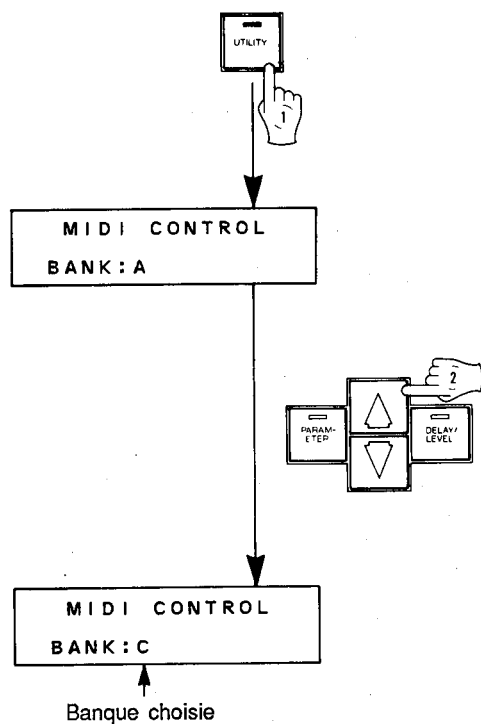 UTILITY
1
MIDI CONTROL
BANK:A
2
PARAM-
ETER
DELAY/
LEVEL
MIDI CONTROL
BANK:C
Banque choisie